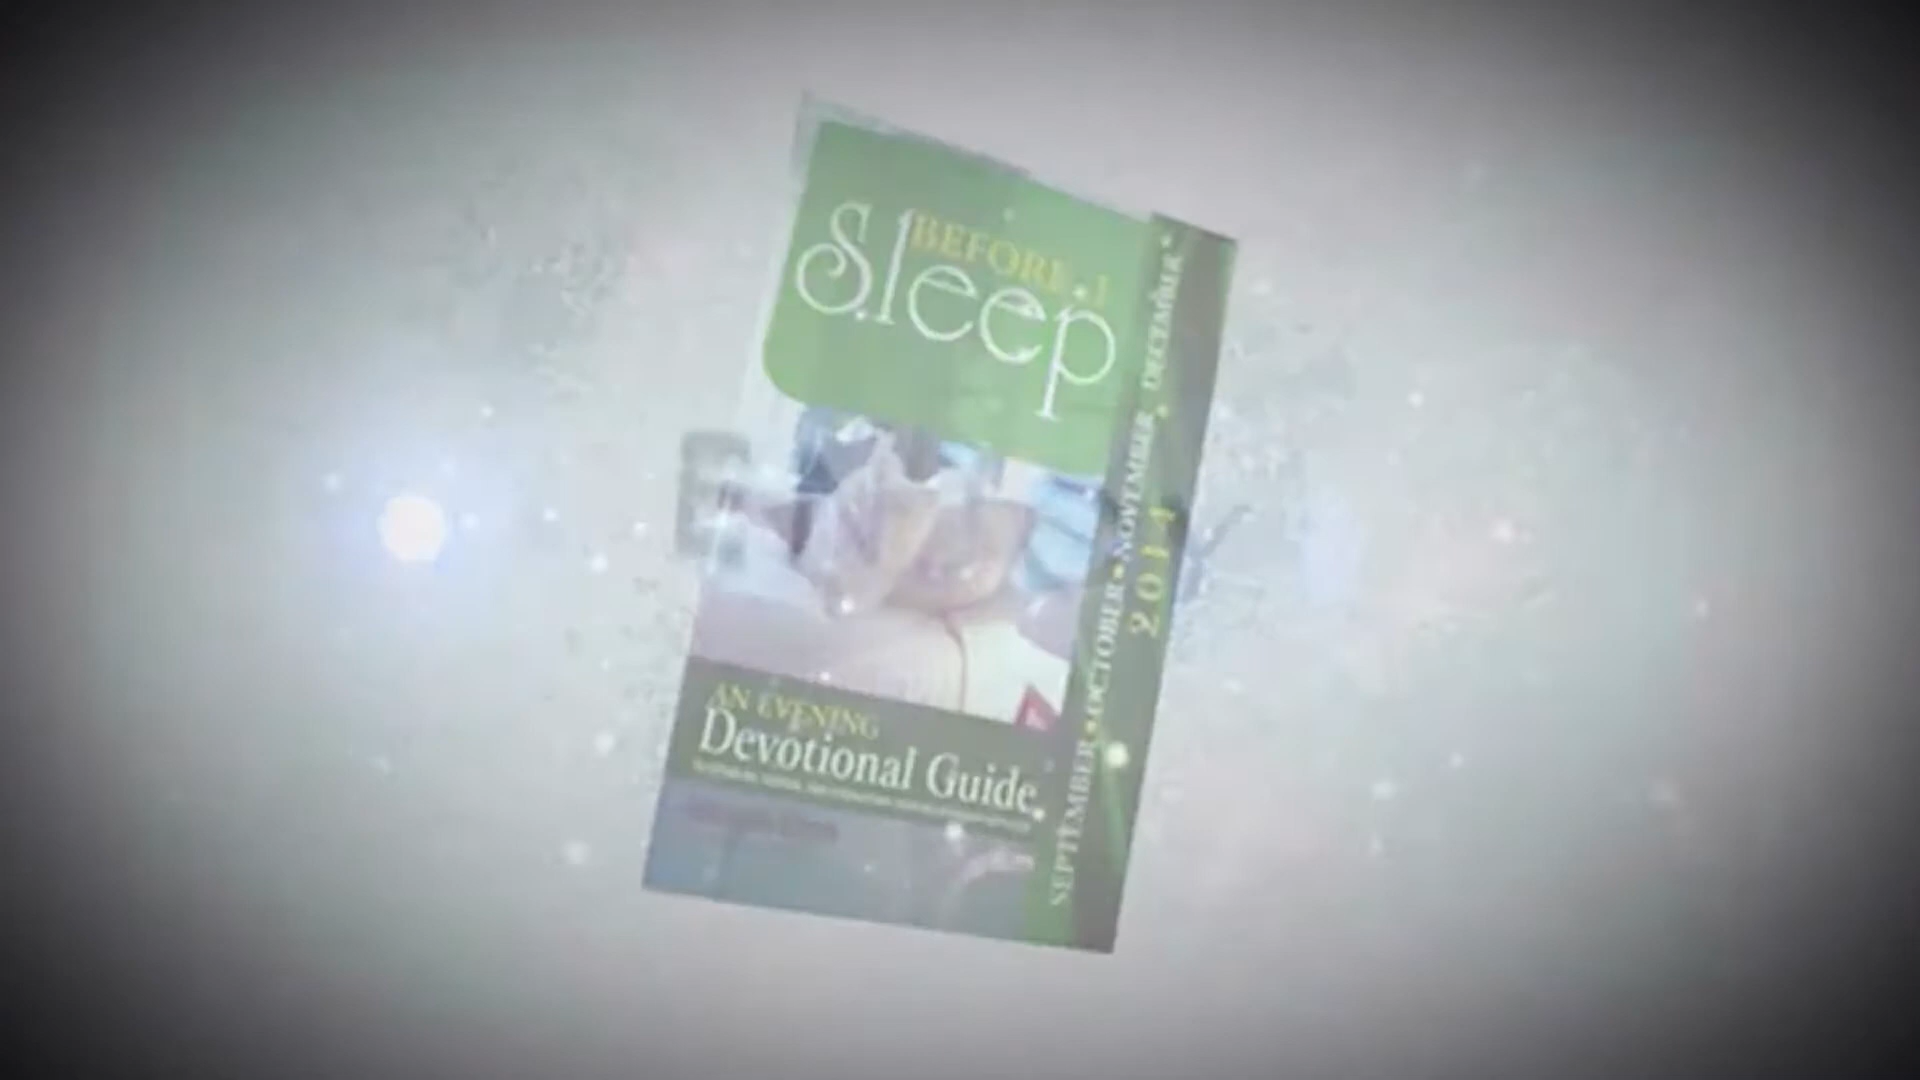 BEFORE I
Sleep
AN EVENING
Devotional Guide
SEPTEMBER • OCTOBER • NOVEMBER • DECEMBER •
2014